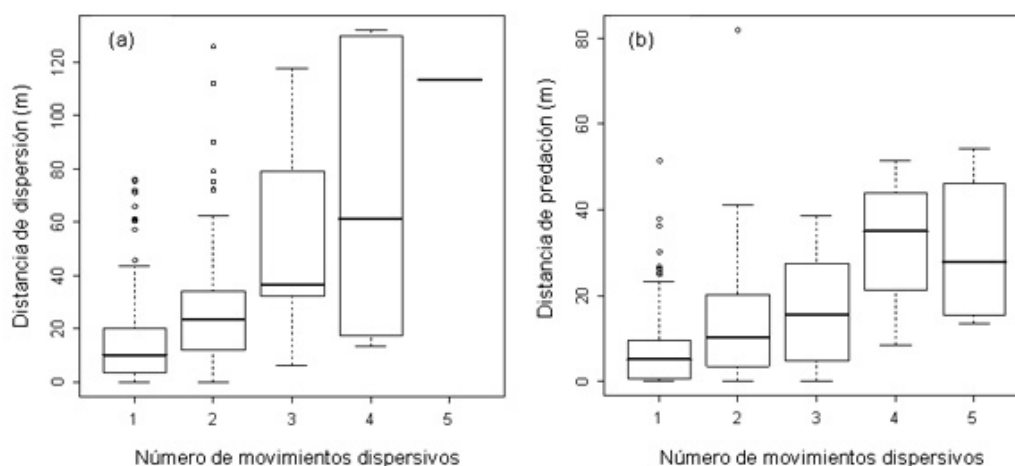 (a)
Distancia de dispersión (m)
120
100
80
60
40
20
0
1 2 3 4 5
Número de movimientos dispersivos
(b)
Distancia de predación (m)
80
60
40
20
0
1 2 3 4 5
Número de movimientos dispersivos